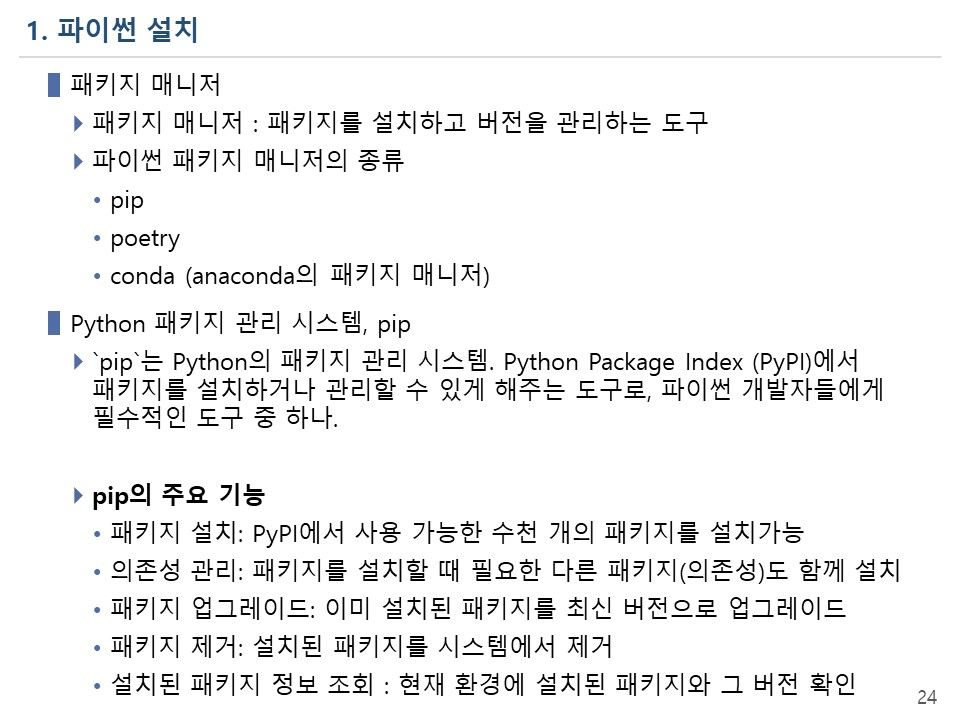 1. 파이썬 설치
패키지 매니저
패키지 매니저 : 패키지를 설치하고 버전을 관리하는 도구
파이썬 패키지 매니저의 종류
• pip
• poetry
• conda (anaconda의 패키지 매니저)
Python 패키지 관리 시스템, pip
`pip`는 Python의 패키지 관리 시스템. Python Package Index (PyPI)에서
패키지를 설치하거나 관리할 수 있게 해주는 도구로, 파이썬 개발자들에게
필수적인 도구 중 하나.
pip의 주요 기능
• 패키지 설치: PyPI에서 사용 가능한 수천 개의 패키지를 설치가능
• 의존성 관리: 패키지를 설치할 때 필요한 다른 패키지(의존성)도 함께 설치
• 패키지 업그레이드: 이미 설치된 패키지를 최신 버전으로 업그레이드
• 패키지 제거: 설치된 패키지를 시스템에서 제거
• 설치된 패키지 정보 조회 : 현재 환경에 설치된 패키지와 그 버전 확인
24